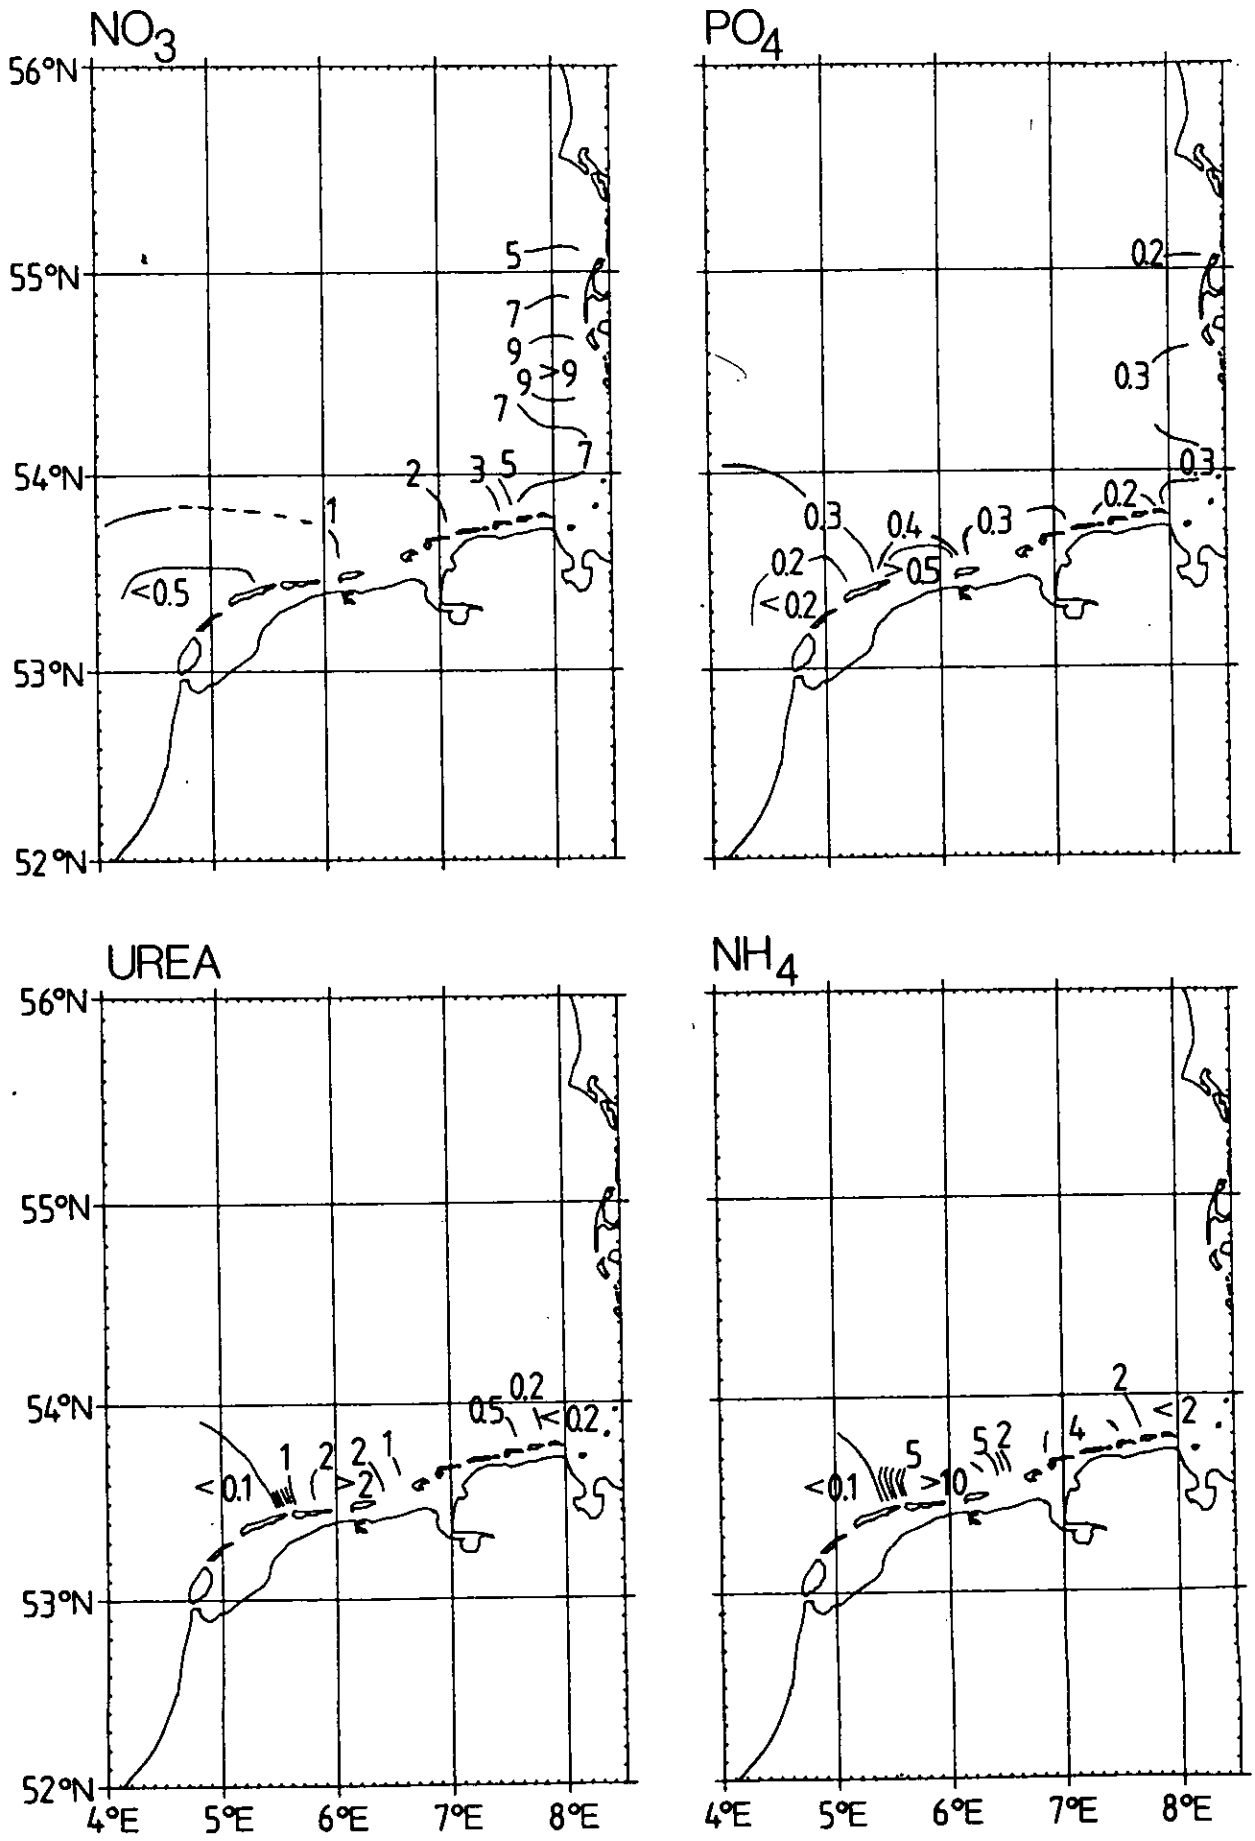 NO3 PO4
56°N
5 0.2
55°N
7
9
>9 0.3
9
7
7
2 3 5 0.3
54°N
0.2
1 0.3 0.4 0.3
<0.5 0.2 >0.5
<0.2
53°N
52°N
UREA NH4
56°N
55°N
0.2 2
54°N
0.5 <0.2 <2
1 2 2 1 5 5 2 4
<0.1 >2 <0.1 >10
53°N
52°N
4°E 5°E 6°E 7°E 8°E 4°E 5°E 6°E 7°E 8°E